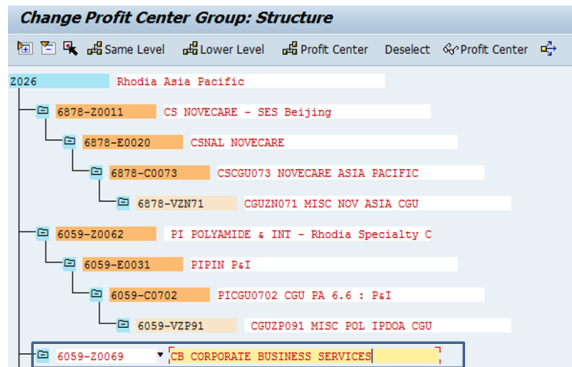 Change Profit Center Group: Structure
Same Level Lower Level Profit Center Deselect Profit Center
Z026 Rhodia Asia Pacific
6878-Z0011 CS NOVECARE - SES Beijing
6878-E0020 CSNAL NOVECARE
6878-C0073 CSCGU073 NOVECARE ASIA PACIFIC
6878-VZN71 CGUZN071 MISC NOV ASIA CGU
6059-Z0062 PI POLYAMIDE & INT - Rhodia Specialty C
6059-E0031 PIPIN P&I
6059-C0702 PICGU0702 CGU PA 6.6 : P&I
6059-VZP91 CGUZP091 MISC POL IPDOA CGU
6059-Z0069 CB CORPORATE BUSINESS SERVICES